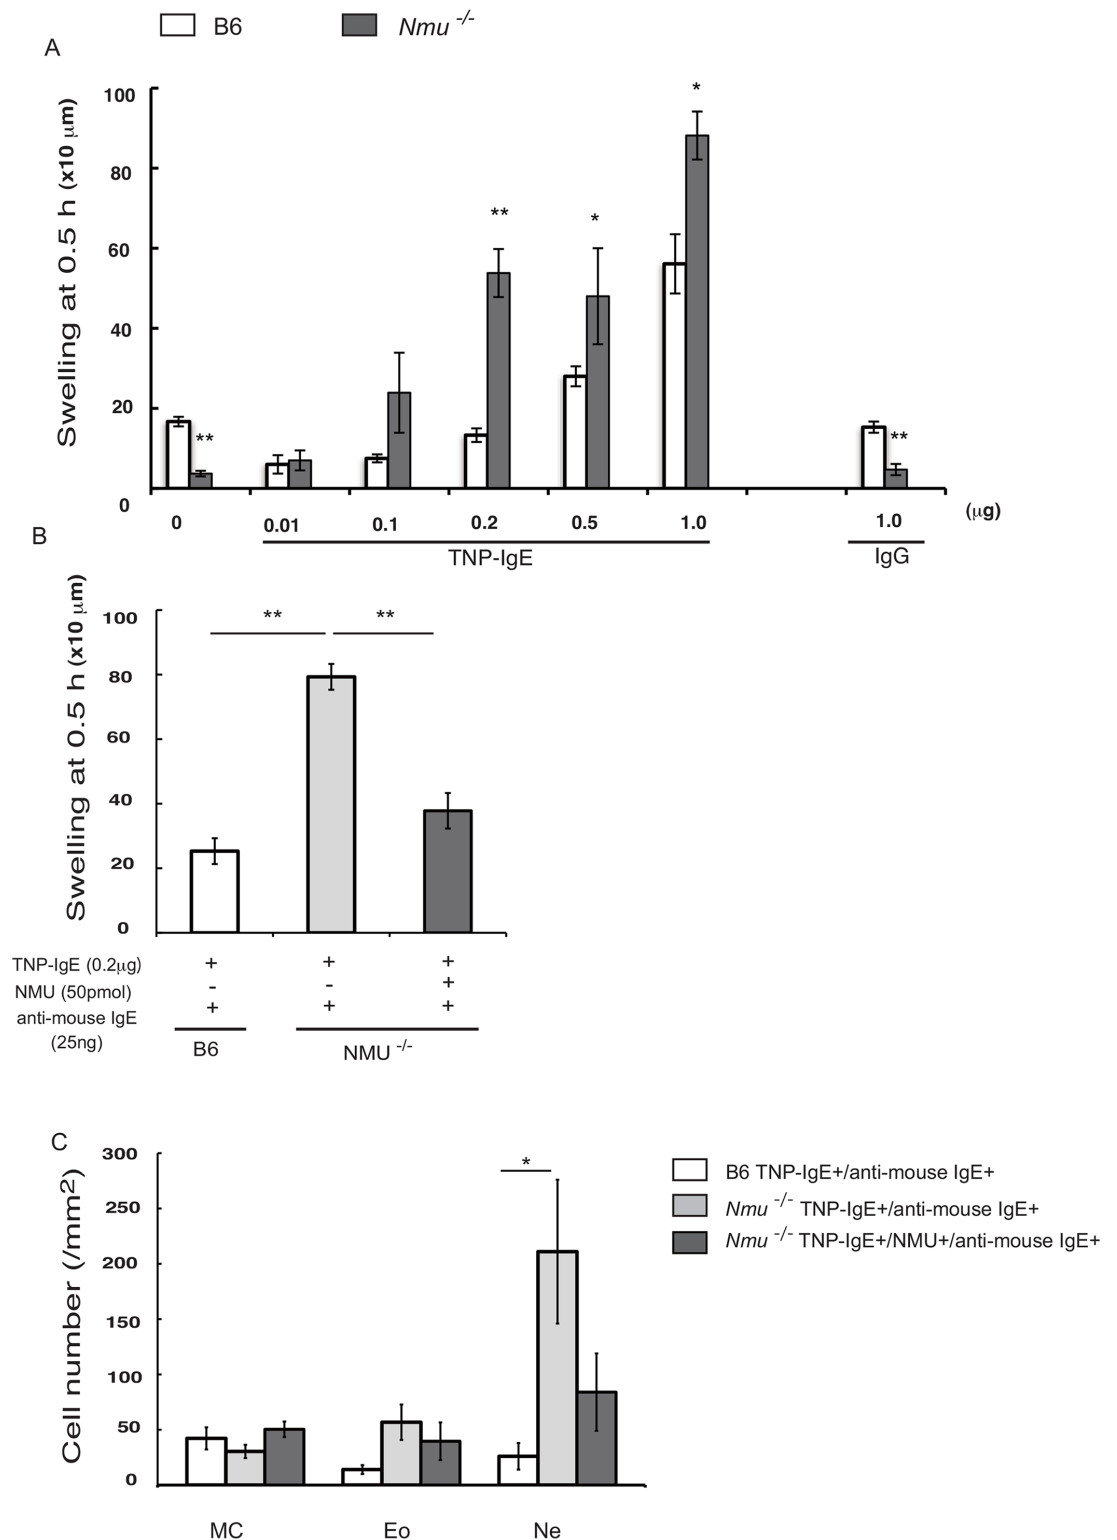 B6 Nmu -/-
A
Swelling at 0.5 h (x10 µm)
100
80
60
40
20
0
** ** * * **
*
0 0.01 0.1 0.2 0.5 1.0 1.0 (µg)
TNP-IgE IgG
B
Swelling at 0.5 h (x10 µm)
100
80
60
40
20
0
** **
TNP-IgE (0.2µg) + + +
NMU (50pmol) - - +
anti-mouse IgE + + +
(25ng)
B6 NMU -/-
C
Cell number (/mm2)
300
250
200
150
100
50
0
*
MC Eo Ne
B6 TNP-IgE+/anti-mouse IgE+
Nmu -/- TNP-IgE+/anti-mouse IgE+
Nmu -/- TNP-IgE+/NMU+/anti-mouse IgE+